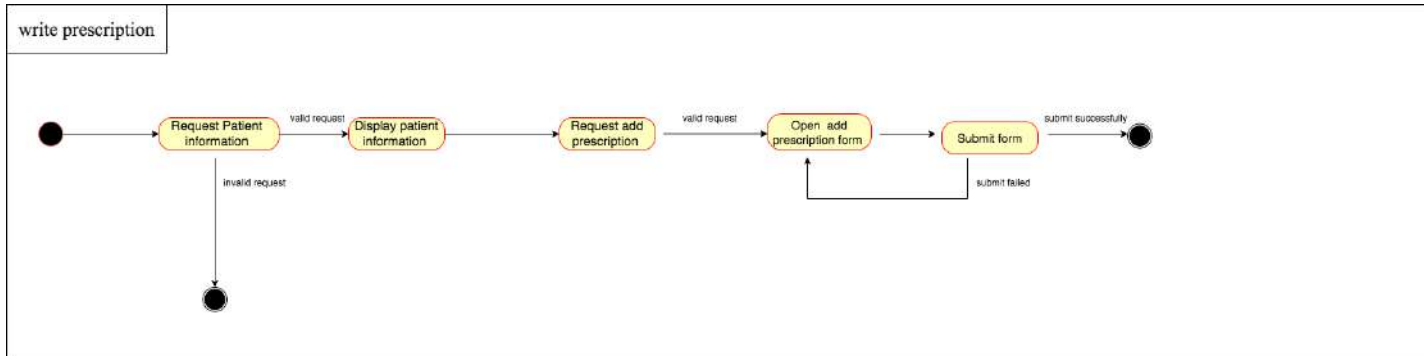 write prescription
Request Patient
information
valid request
Display patient
information
Request add
prescription
valid request
Open add
prescription form
Submit form
submit successfully
invalid request
submit failed